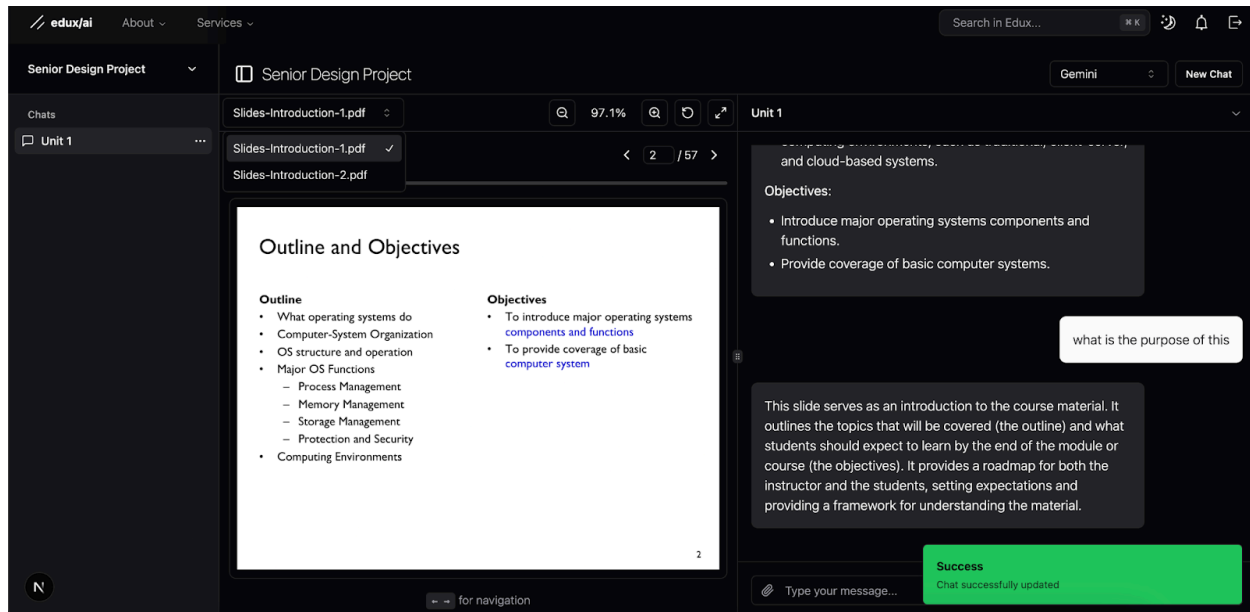 edux/ai
About
Services
Search in Edux...
⌘ K
Senior Design Project
Senior Design Project
Gemini
New Chat
Chats
Unit 1
Slides-Introduction-1.pdf
97.1%
Slides-Introduction-1.pdf
Slides-Introduction-2.pdf
2 / 57
Outline and Objectives
Outline
• What operating systems do
• Computer-System Organization
• OS structure and operation
• Major OS Functions
– Process Management
– Memory Management
– Storage Management
– Protection and Security
• Computing Environments
Objectives
• To introduce major operating systems
components and functions
• To provide coverage of basic
computer system
2
← → for navigation
N
Unit 1
computing environments, such as traditional, client-server,
and cloud-based systems.
Objectives:
• Introduce major operating systems components and
functions.
• Provide coverage of basic computer systems.
what is the purpose of this
This slide serves as an introduction to the course material. It
outlines the topics that will be covered (the outline) and what
students should expect to learn by the end of the module or
course (the objectives). It provides a roadmap for both the
instructor and the students, setting expectations and
providing a framework for understanding the material.
Type your message...
Success
Chat successfully updated